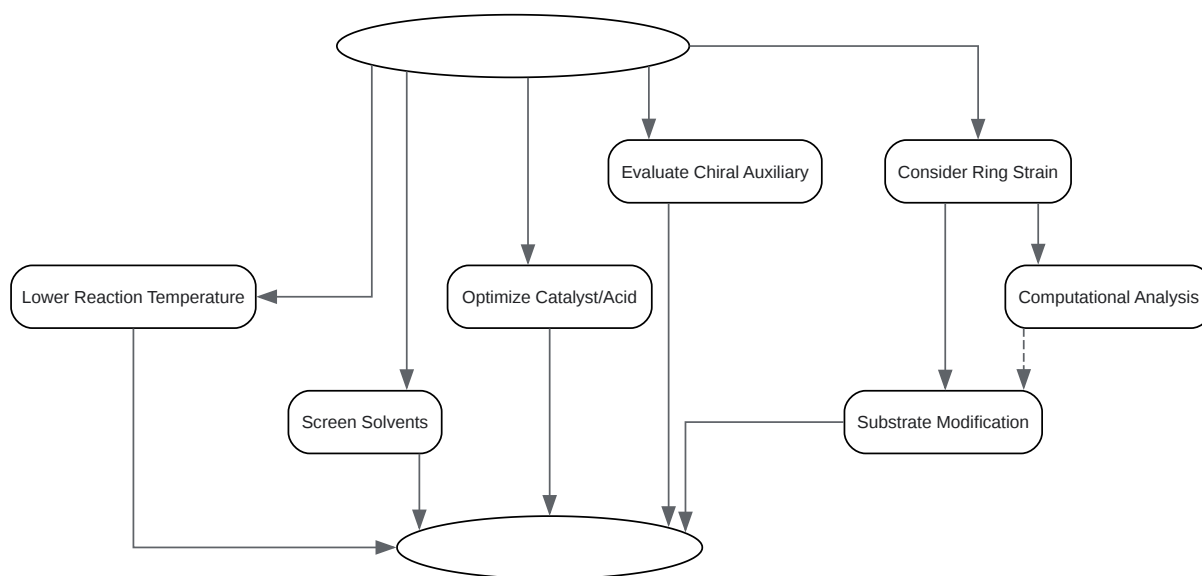 Evaluate Chiral Auxiliary
Consider Ring Strain
Lower Reaction Temperature
Optimize Catalyst/Acid
Computational Analysis
Screen Solvents
Substrate Modification